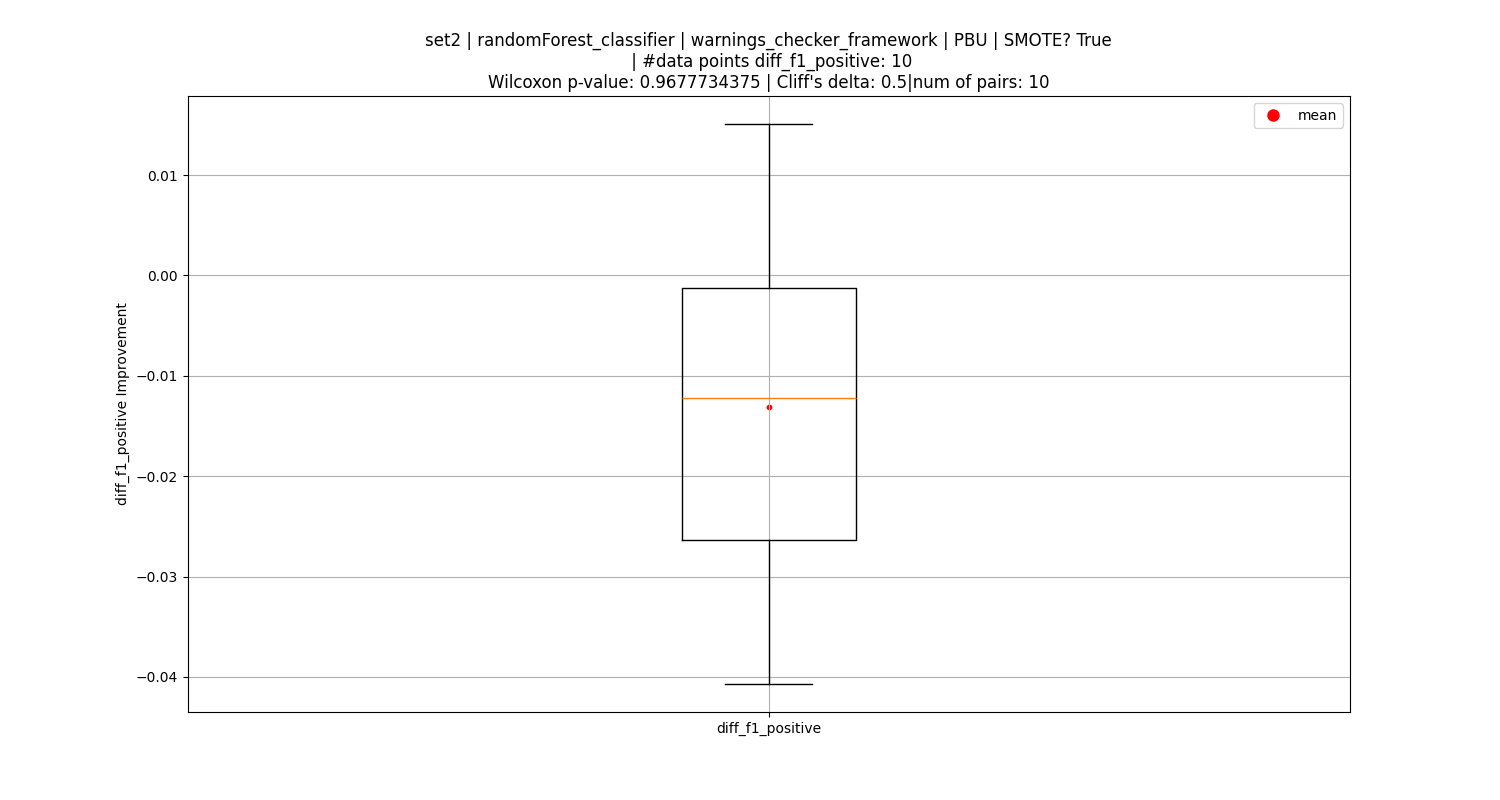 set2 | randomForest_classifier | warnings_checker_framework | PBU | SMOTE? True
| #data points diff_f1_positive: 10
Wilcoxon p-value: 0.9677734375 | Cliff's delta: 0.5|num of pairs: 10
mean
0.01
0.00
−0.01
−0.02
−0.03
−0.04
diff_f1_positive Improvement
diff_f1_positive